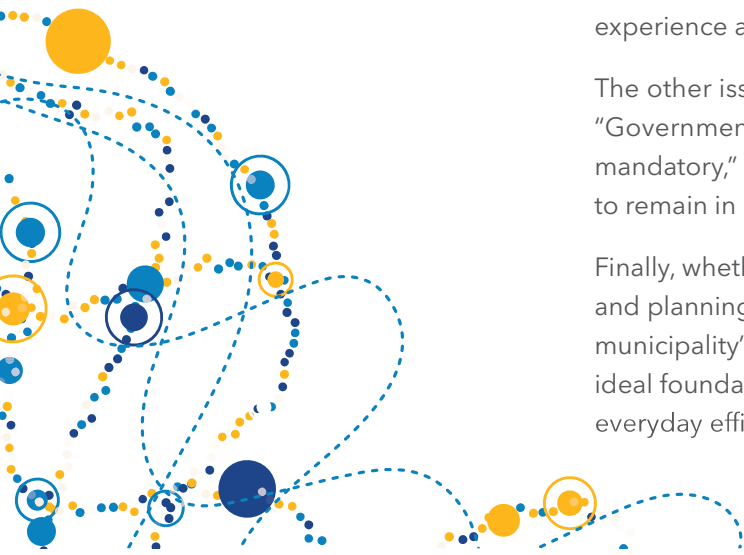 experience a
The other iss
“Governmen
mandatory,”
to remain in
Finally, wheth
and planning
municipality’
ideal founda
everyday effi